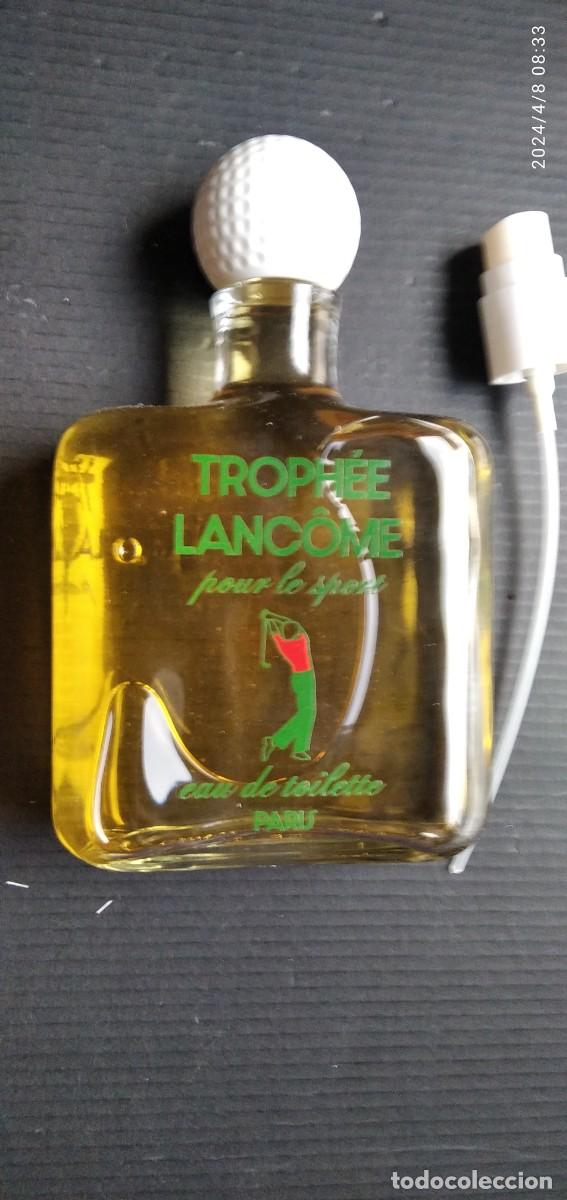 2024/4/8 08:33
TROPHÉE
LANCÔME
pour le sport
eau de toilette
PARIS
todocoleccion